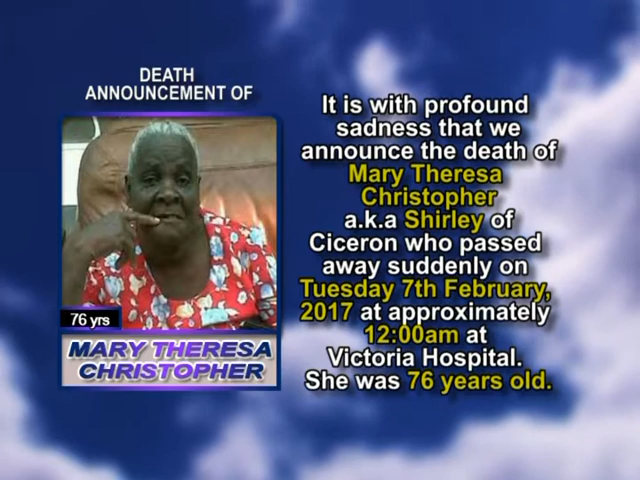 DEATH
ANNOUNCEMENT OF
76 yrs
MARY THERESA
CHRISTOPHER
It is with profound
sadness that we
announce the death of
Mary Theresa
Christopher
a.k.a Shirley of
Ciceron who passed
away suddenly on
Tuesday 7th February,
2017 at approximately
12:00am at
Victoria Hospital.
She was 76 years old.